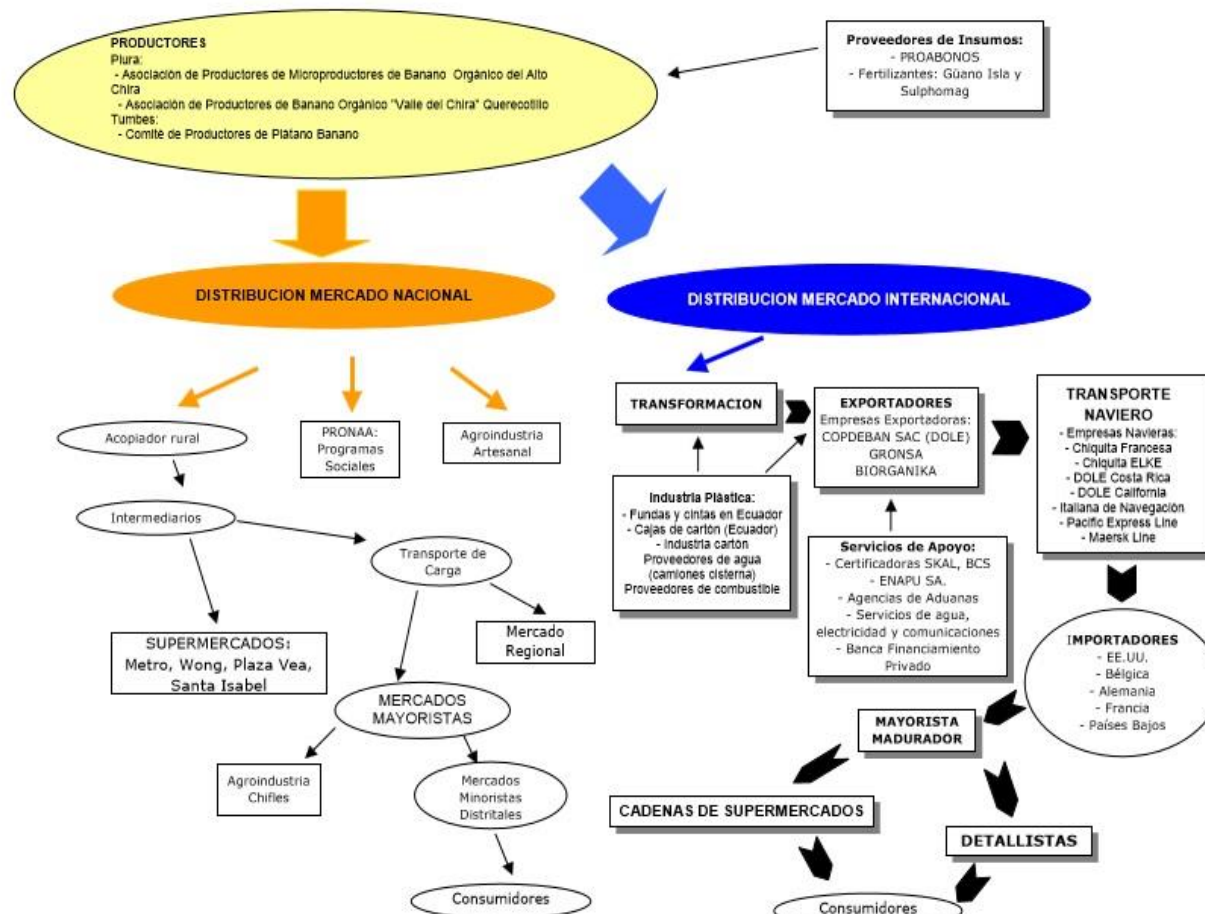 PRODUCTORES
Piura:
- Asociación de Productores de Microproductores de Banano Orgánico del Alto
Chira
- Asociación de Productores de Banano Orgánico "Valle del Chira" Querecotillo
Tumbes:
- Comité de Productores de Plátano Banano
Proveedores de Insumos:
- PROABONOS
- Fertilizantes: Güano Isla y
Sulphomag
DISTRIBUCION MERCADO NACIONAL
DISTRIBUCION MERCADO INTERNACIONAL
Acopiador rural
PRONAA:
Programas
Sociales
Agroindustria
Artesanal
Intermediarios
Transporte de
Carga
SUPERMERCADOS:
Metro, Wong, Plaza Vea,
Santa Isabel
Mercado
Regional
MERCADOS
MAYORISTAS
Agroindustria
Chifles
Mercados
Minoristas
Distritales
Consumidores
TRANSFORMACION
EXPORTADORES
Empresas Exportadoras:
COPDEBAN SAC (DOLE)
GRONSA
BIORGANIKA
TRANSPORTE
NAVIERO
- Empresas Navieras:
- Chiquita Francesa
- Chiquita ELKE
- DOLE Costa Rica
- DOLE California
- Italiana de Navegación
- Pacific Express Line
- Maersk Line
Industria Plástica:
- Fundas y cintas en Ecuador
- Cajas de cartón (Ecuador)
- Industria cartón
Proveedores de agua
(camiones cisterna)
Proveedores de combustible
Servicios de Apoyo:
- Certificadoras SKAL, BCS
- ENAPU SA.
- Agencias de Aduanas
- Servicios de agua,
electricidad y comunicaciones
- Banca Financiamiento
Privado
IMPORTADORES
- EE.UU.
- Bélgica
- Alemania
- Francia
- Países Bajos
MAYORISTA
MADURADOR
CADENAS DE SUPERMERCADOS
DETALLISTAS
Consumidores